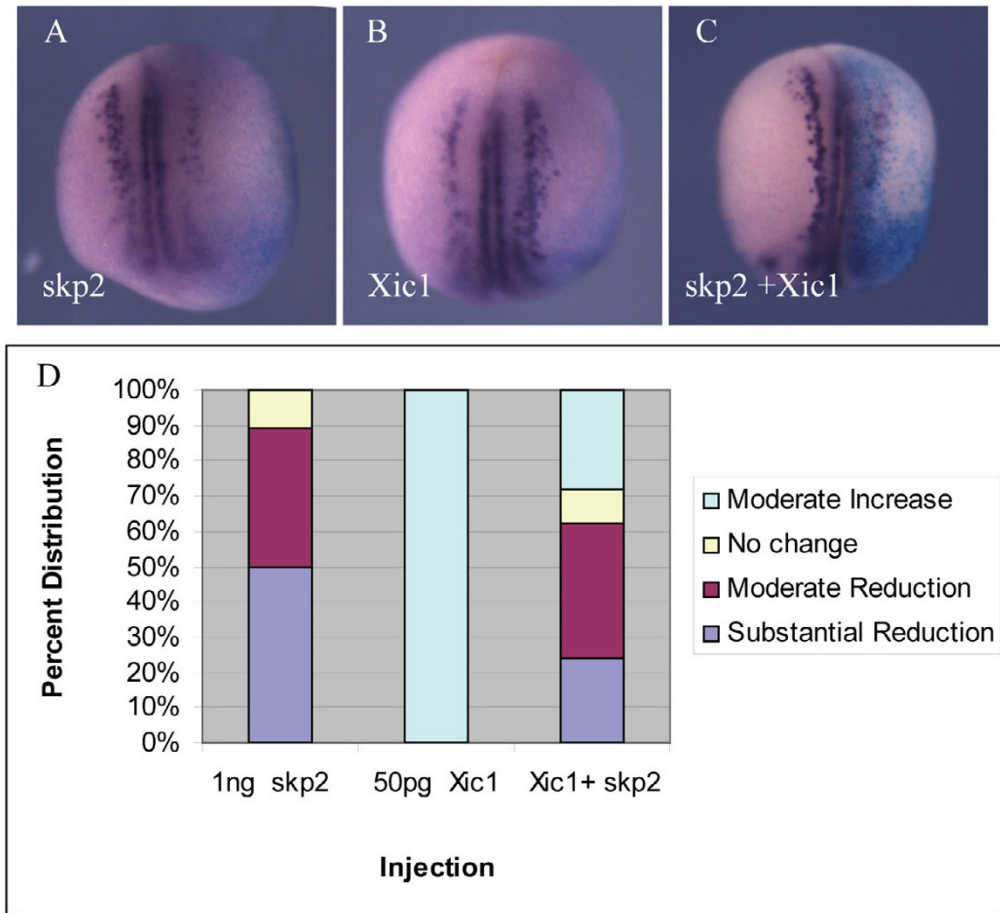 A
B
C
skp2
Xic1
skp2 +Xic1
D
Percent Distribution
100%
90%
80%
70%
60%
50%
40%
30%
20%
10%
0%
1ng skp2
50pg Xic1
Xic1+ skp2
Injection
Moderate Increase
No change
Moderate Reduction
Substantial Reduction